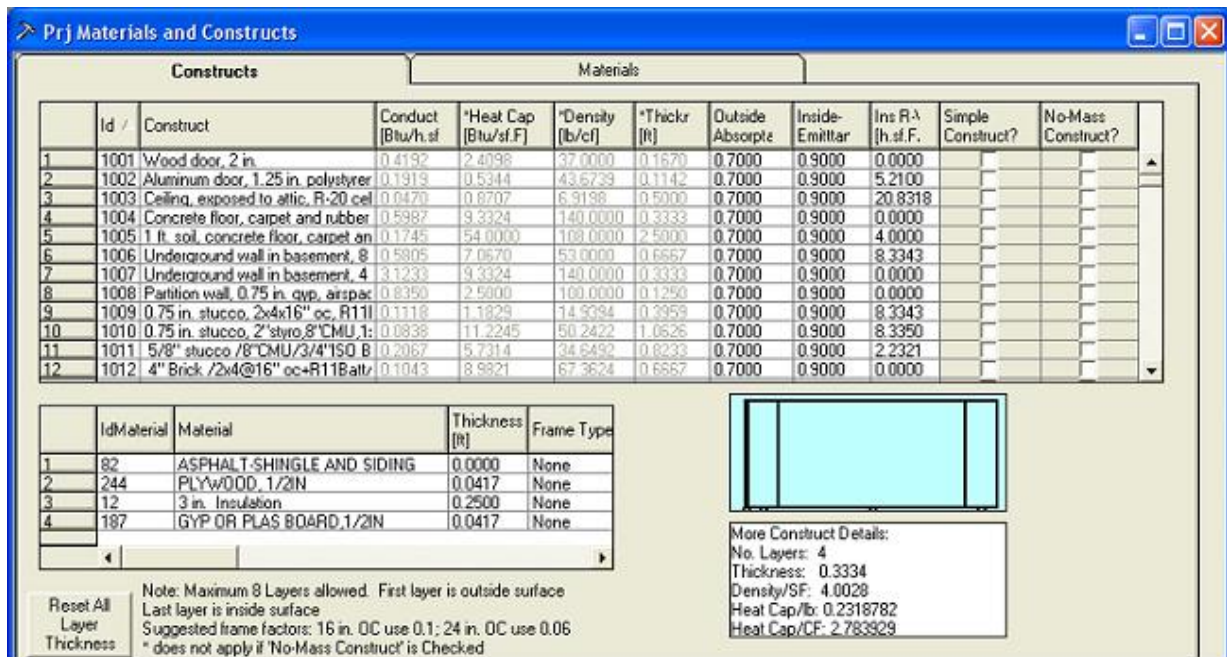 Prj Materials and Constructs
Constructs Materials
Id / Construct Conduct [Btu/h.sf *Heat Cap [Btu/sf.F] *Density [lb/cf] *Thickr [ft] Outside Absorpta Inside- Emittar Ins R-\ [h.sf.F. Simple Construct? No-Mass Construct?
1 1001 Wood door, 2 in. 0.4192 2.4098 37.0000 0.1670 0.7000 0.9000 0.0000
2 1002 Aluminum door, 1.25 in. polystyrer 0.1919 0.5344 43.6739 0.1142 0.7000 0.9000 5.2100
3 1003 Ceiling, exposed to attic, R-20 cel 0.0470 0.8707 6.9198 0.5000 0.7000 0.9000 20.8318
4 1004 Concrete floor, carpet and rubber 0.5987 9.3324 140.0000 0.3333 0.7000 0.9000 0.0000
5 1005 1 ft. soil, concrete floor, carpet an 0.1745 54.0000 108.0000 2.5000 0.7000 0.9000 4.0000
6 1006 Underground wall in basement, 8 0.5805 7.0670 53.0000 0.6667 0.7000 0.9000 8.3343
7 1007 Underground wall in basement, 4 3.1233 9.3324 140.0000 0.3333 0.7000 0.9000 0.0000
8 1008 Partition wall, 0.75 in. gyp, airspac 0.8350 2.5000 100.0000 0.1250 0.7000 0.9000 0.0000
9 1009 0.75 in. stucco, 2x4x16" oc, R11I 0.1118 1.1829 14.9394 0.3959 0.7000 0.9000 8.3343
10 1010 0.75 in. stucco, 2"styro,8"CMU,1: 0.0838 11.2245 50.2422 1.0626 0.7000 0.9000 8.3350
11 1011 5/8" stucco /8"CMU/3/4"ISO B 0.2067 5.7314 34.6492 0.8233 0.7000 0.9000 2.2321
12 1012 4" Brick /2x4@16" oc+R11Batt/ 0.1043 8.9821 67.3624 0.6667 0.7000 0.9000 0.0000
IdMaterial Material Thickness [ft] Frame Type
1 82 ASPHALT-SHINGLE AND SIDING 0.0000 None
2 244 PLYWOOD, 1/2IN 0.0417 None
3 12 3 in. Insulation 0.2500 None
4 187 GYP OR PLAS BOARD,1/2IN 0.0417 None
More Construct Details:
No. Layers: 4
Thickness: 0.3334
Density/SF: 4.0028
Heat Cap/lb: 0.2318782
Heat Cap/CF: 2.783929
Reset All
Layer
Thickness
Note: Maximum 8 Layers allowed. First layer is outside surface
Last layer is inside surface
Suggested frame factors: 16 in. OC use 0.1; 24 in. OC use 0.06
* does not apply if 'No-Mass Construct' is Checked